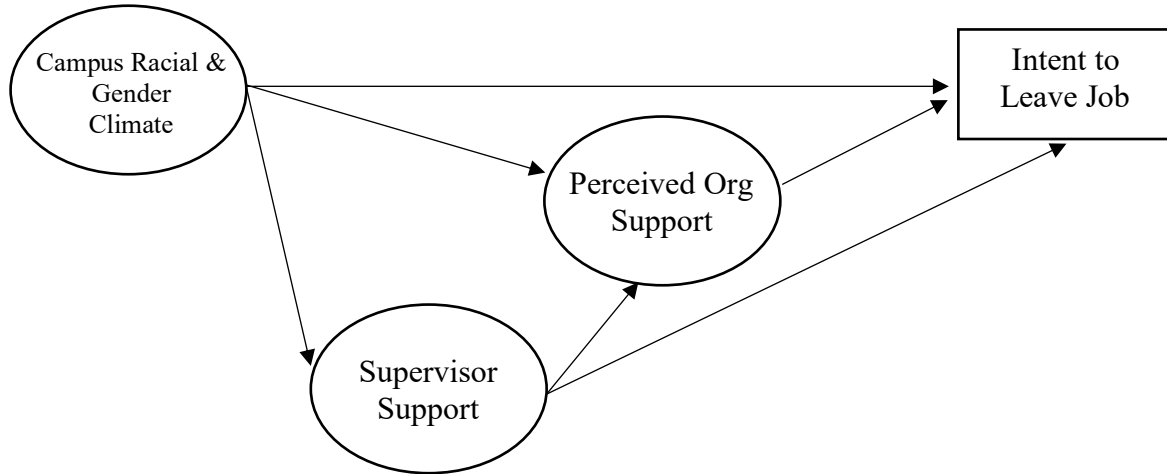 Campus Racial &
Gender
Climate
Intent to
Leave Job
Perceived Org
Support
Supervisor
Support